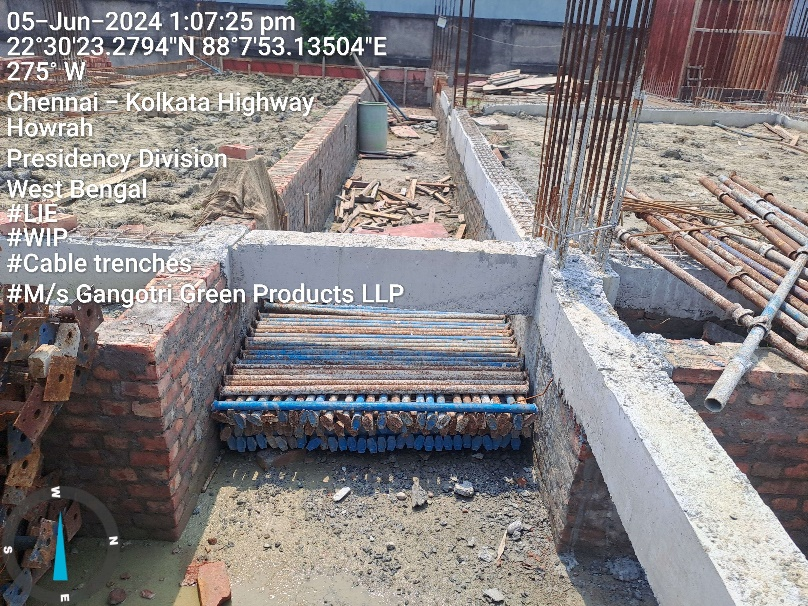 05-Jun-2024 1:07:25 pm
22°30'23.2794"N 88°7'53.13504"E
275° W
Chennai - Kolkata Highway
Howrah
Presidency Division
West Bengal
#LIE
#WIP
#Cable trenches
#M/s Gangotri Green Products LLP
W
N
S
E